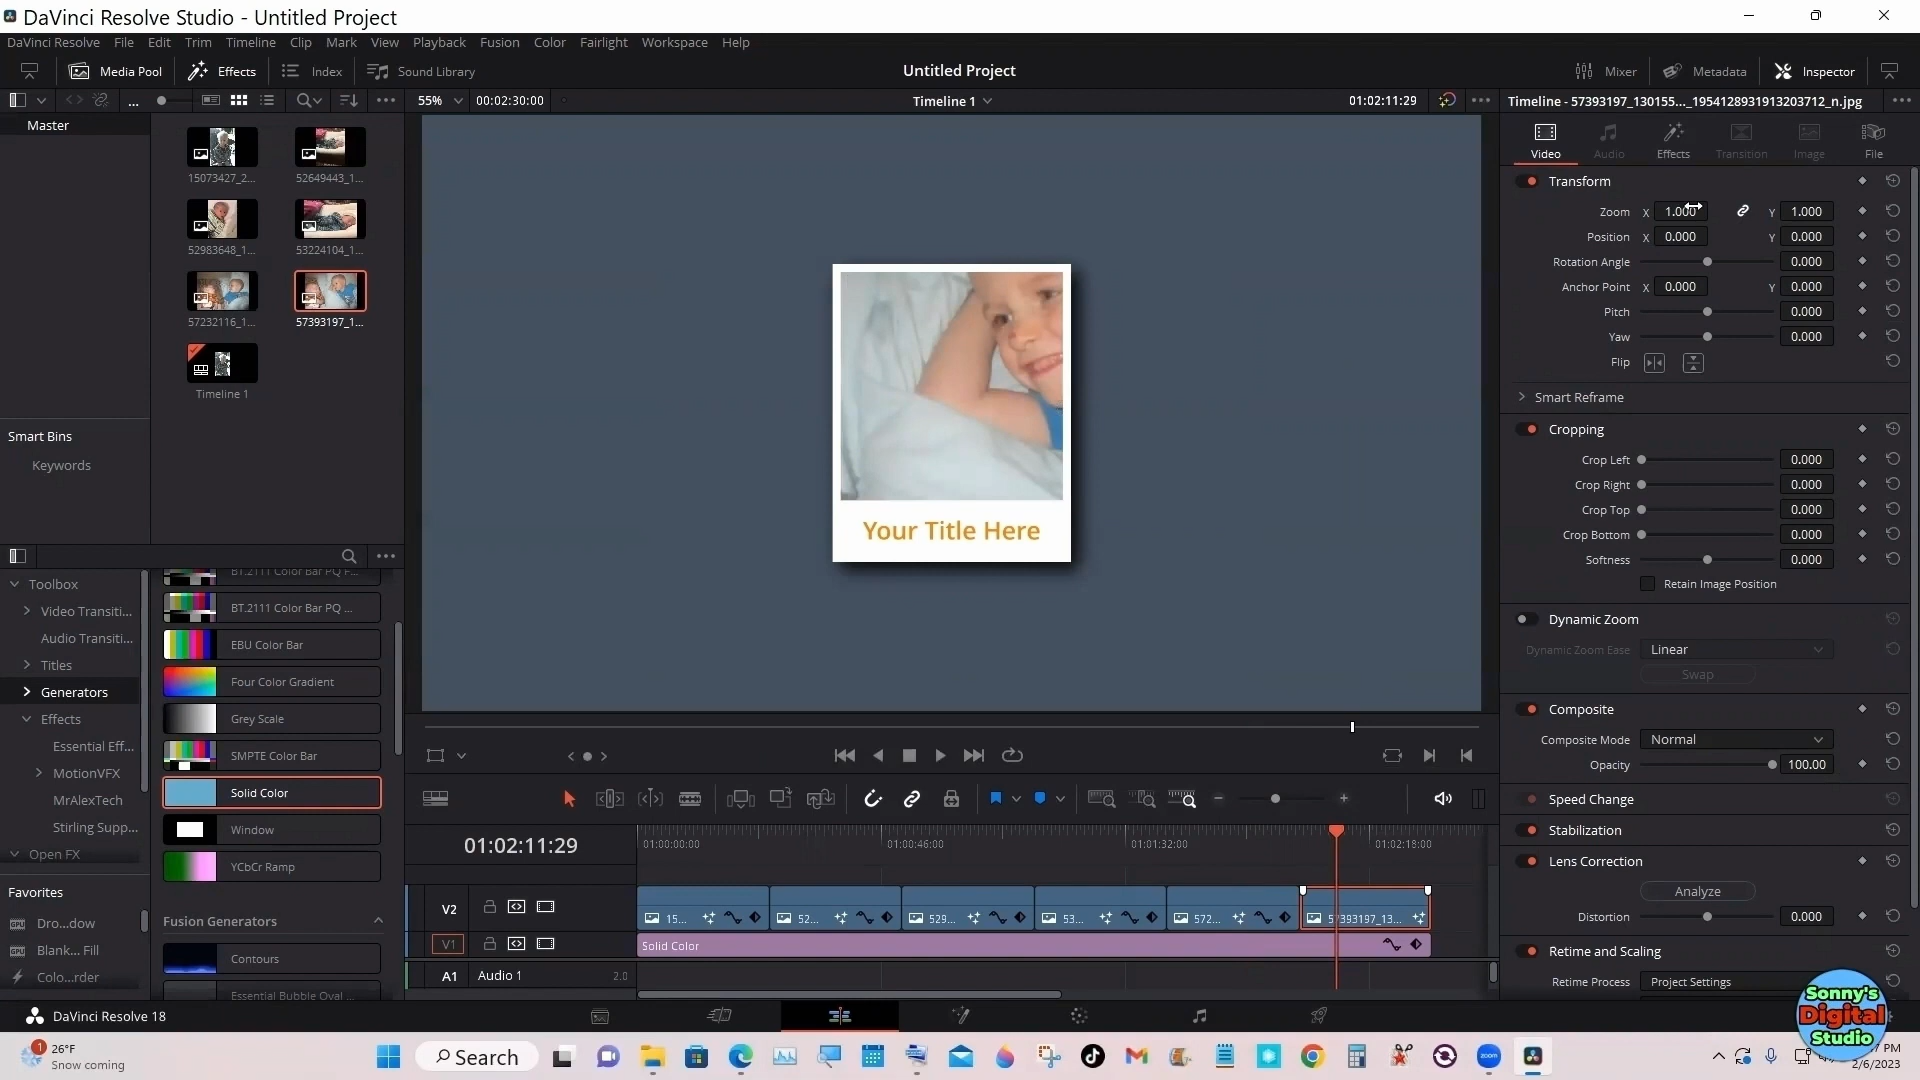 DaVinci Resolve Studio - Untitled Project
DaVinci Resolve File Edit Trim Timeline Clip Mark View Playback Fusion Color Fairlight Workspace Help
Media Pool Effects Index Sound Library Untitled Project Mixer Metadata Inspector
... 55% 00:02:30:00 Timeline 1 01:02:11:29 Timeline - 57393197_130155..._1954128931913203712_n.jpg
Master
15073427_2... 52649443_1...
52983648_1... 53224104_1...
57232116_1... 57393197_1...
Timeline 1
Smart Bins
Keywords
Your Title Here
Video Audio Effects Transition Image File
Transform
Zoom X 1.000 Y 1.000
Position X 0.000 Y 0.000
Rotation Angle 0.000
Anchor Point X 0.000 Y 0.000
Pitch 0.000
Yaw 0.000
Flip
Smart Reframe
Cropping
Crop Left 0.000
Crop Right 0.000
Crop Top 0.000
Crop Bottom 0.000
Softness 0.000
Retain Image Position
Dynamic Zoom
Dynamic Zoom Ease Linear
Swap
Composite
Composite Mode Normal
Opacity 100.00
Speed Change
Stabilization
Lens Correction
Analyze
Distortion 0.000
Retime and Scaling
Retime Process Project Settings
Toolbox
Video Transiti...
Audio Transiti...
Titles
Generators
Effects
Essential Eff...
MotionVFX
MrAlexTech
Stirling Supp...
Open FX
Favorites
Dro...dow
Blank... Fill
Colo...rder
BT.2111 Color Bar PQ F...
BT.2111 Color Bar PQ ...
EBU Color Bar
Four Color Gradient
Grey Scale
SMPTE Color Bar
Solid Color
Window
YCbCr Ramp
Fusion Generators
Contours
Essential Bubble Oval ...
01:02:11:29 01:00:00:00 01:00:46:00 01:01:32:00 01:02:18:00
V2 15... 52... 529... 53... 572... 57393197_13...
V1 Solid Color
A1 Audio 1 2.0
DaVinci Resolve 18
Sonny's
Digital
Studio
1 26°F
Snow coming
Search
zoom
PM
2/6/2023